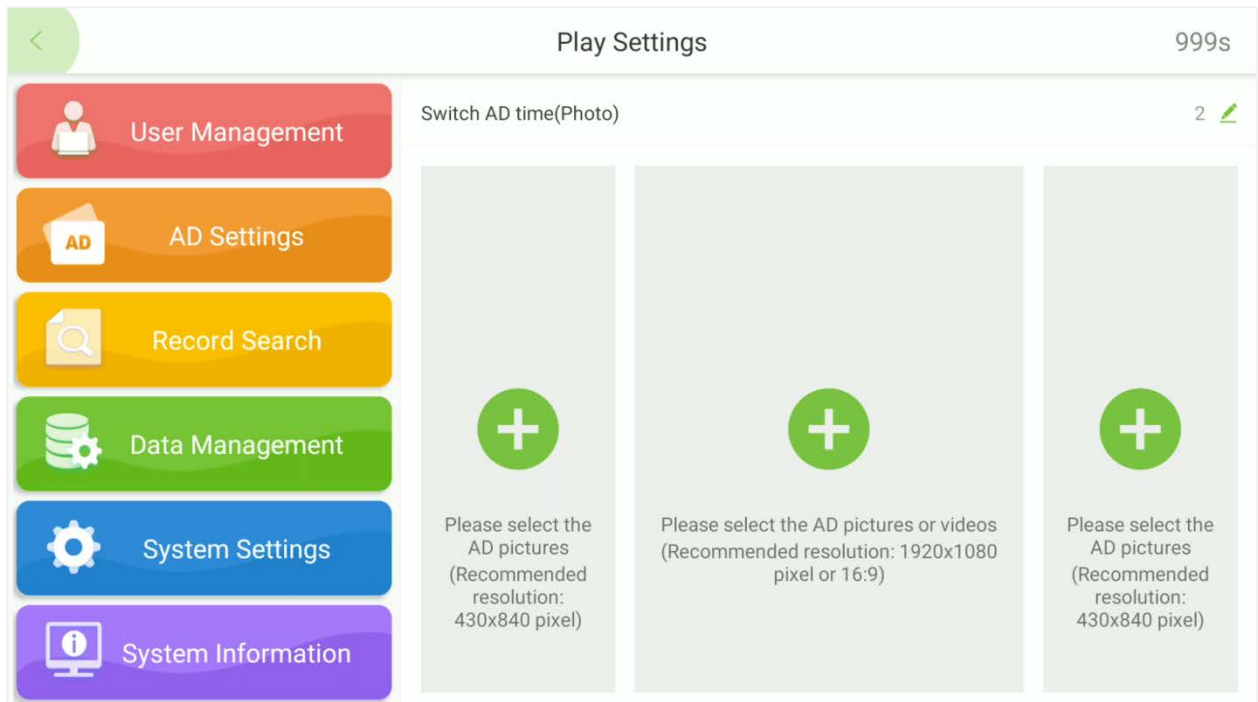 Play Settings
999s
User Management
AD
AD Settings
Record Search
Data Management
System Settings
System Information
Switch AD time(Photo)
2
Please select the
AD pictures
(Recommended
resolution:
430x840 pixel)
Please select the AD pictures or videos
(Recommended resolution: 1920x1080
pixel or 16:9)
Please select the
AD pictures
(Recommended
resolution:
430x840 pixel)